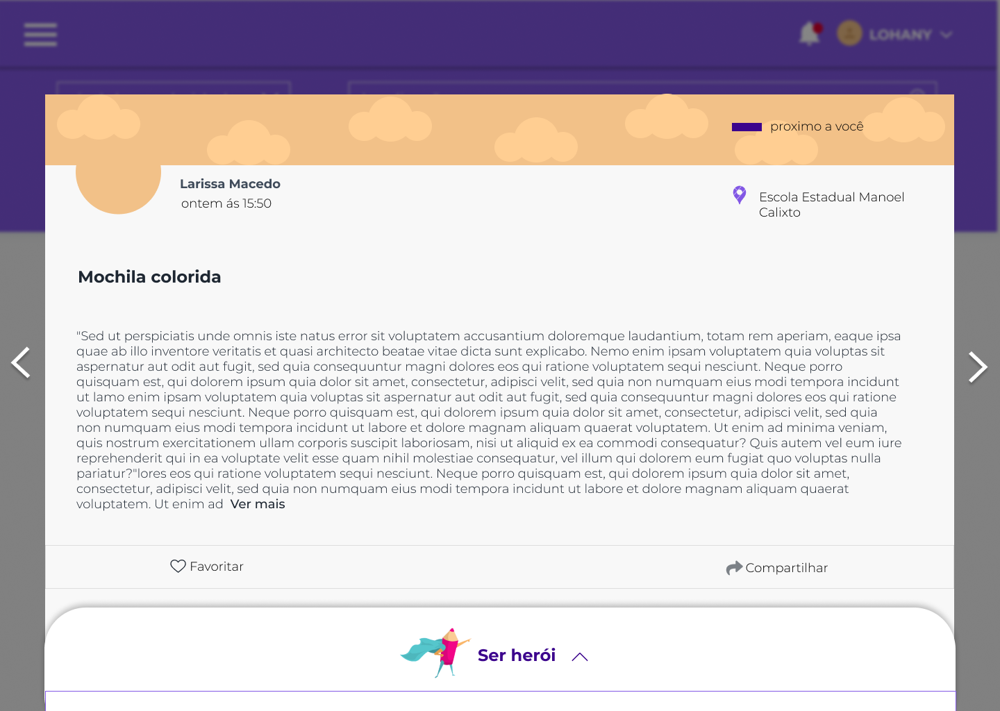 LOHANY
proximo a você
Larissa Macedo
ontem ás 15:50
Escola Estadual Manoel
Calixto
Mochila colorida
"Sed ut perspiciatis unde omnis iste natus error sit voluptatem accusantium doloremque laudantium, totam rem aperiam, eaque ipsa
quae ab illo inventore veritatis et quasi architecto beatae vitae dicta sunt explicabo. Nemo enim ipsam voluptatem quia voluptas sit
aspernatur aut odit aut fugit, sed quia consequuntur magni dolores eos qui ratione voluptatem sequi nesciunt. Neque porro
quisquam est, qui dolorem ipsum quia dolor sit amet, consectetur, adipisci velit, sed quia non numquam eius modi tempora incidunt
ut lamo enim ipsam voluptatem quia voluptas sit aspernatur aut odit aut fugit, sed quia consequuntur magni dolores eos qui ratione
voluptatem sequi nesciunt. Neque porro quisquam est, qui dolorem ipsum quia dolor sit amet, consectetur, adipisci velit, sed quia
non numquam eius modi tempora incidunt ut labore et dolore magnam aliquam quaerat voluptatem. Ut enim ad minima veniam,
quis nostrum exercitationem ullam corporis suscipit laboriosam, nisi ut aliquid ex ea commodi consequatur? Quis autem vel eum iure
reprehenderit qui in ea voluptate velit esse quam nihil molestiae consequatur, vel illum qui dolorem eum fugiat quo voluptas nulla
pariatur?"lores eos qui ratione voluptatem sequi nesciunt. Neque porro quisquam est, qui dolorem ipsum quia dolor sit amet,
consectetur, adipisci velit, sed quia non numquam eius modi tempora incidunt ut labore et dolore magnam aliquam quaerat
voluptatem. Ut enim ad Ver mais
Favoritar
Compartilhar
Ser herói